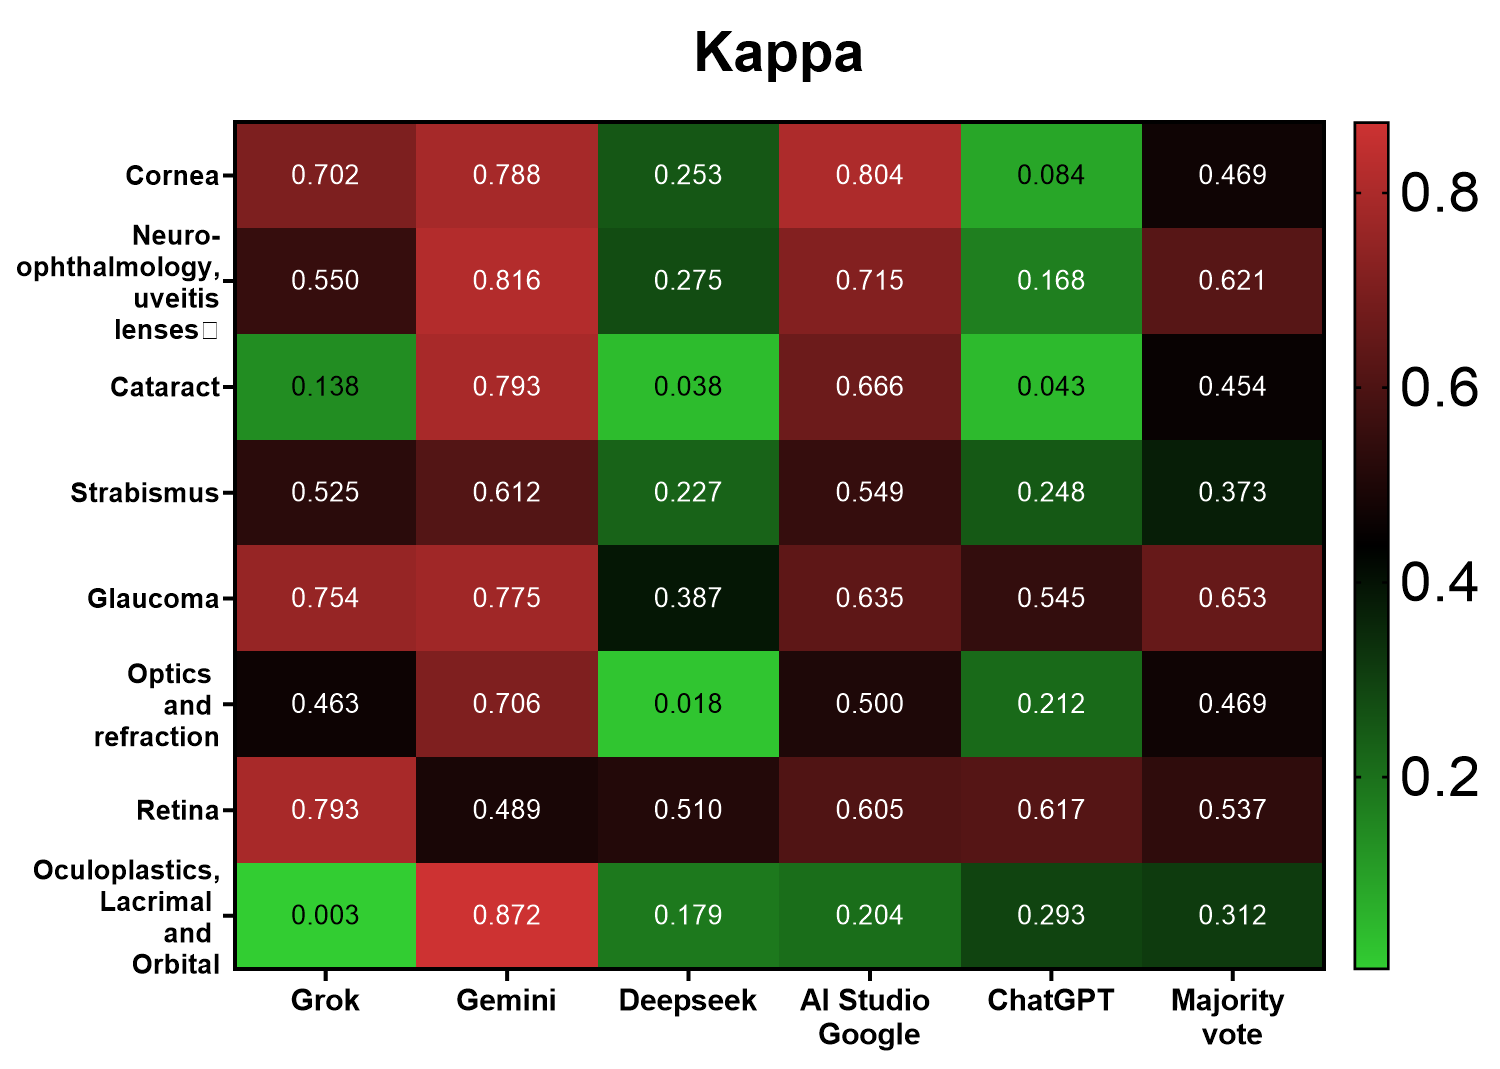 Kappa
Cornea 0.702 0.788 0.253 0.804 0.084 0.469
Neuro-
ophthalmology,
uveitis
lenses□
0.550 0.816 0.275 0.715 0.168 0.621
Cataract 0.138 0.793 0.038 0.666 0.043 0.454
Strabismus 0.525 0.612 0.227 0.549 0.248 0.373
Glaucoma 0.754 0.775 0.387 0.635 0.545 0.653
Optics
and
refraction
0.463 0.706 0.018 0.500 0.212 0.469
Retina 0.793 0.489 0.510 0.605 0.617 0.537
Oculoplastics,
Lacrimal
and
Orbital
0.003 0.872 0.179 0.204 0.293 0.312
Grok
Gemini
Deepseek
AI Studio
Google
ChatGPT
Majority
vote
0.8
0.6
0.4
0.2